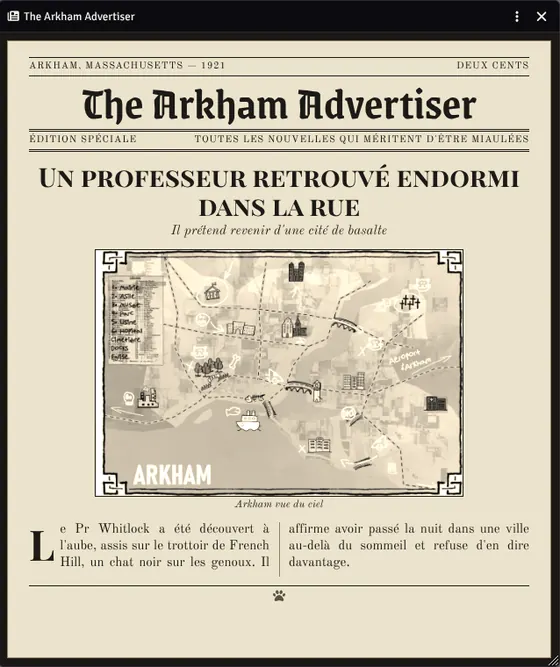 The Arkham Advertiser
ARKHAM, MASSACHUSETTS — 1921
DEUX CENTS
The Arkham Advertiser
ÉDITION SPÉCIALE
TOUTES LES NOUVELLES QUI MÉRITENT D'ÊTRE MIAULÉES
UN PROFESSEUR RETROUVÉ ENDORMI
DANS LA RUE
Il prétend revenir d'une cité de basalte
Aéroport
d'Arkham
ARKHAM
Arkham vue du ciel
Le Pr Whitlock a été découvert à
l'aube, assis sur le trottoir de French
Hill, un chat noir sur les genoux. Il
affirme avoir passé la nuit dans une ville
au-delà du sommeil et refuse d'en dire
davantage.